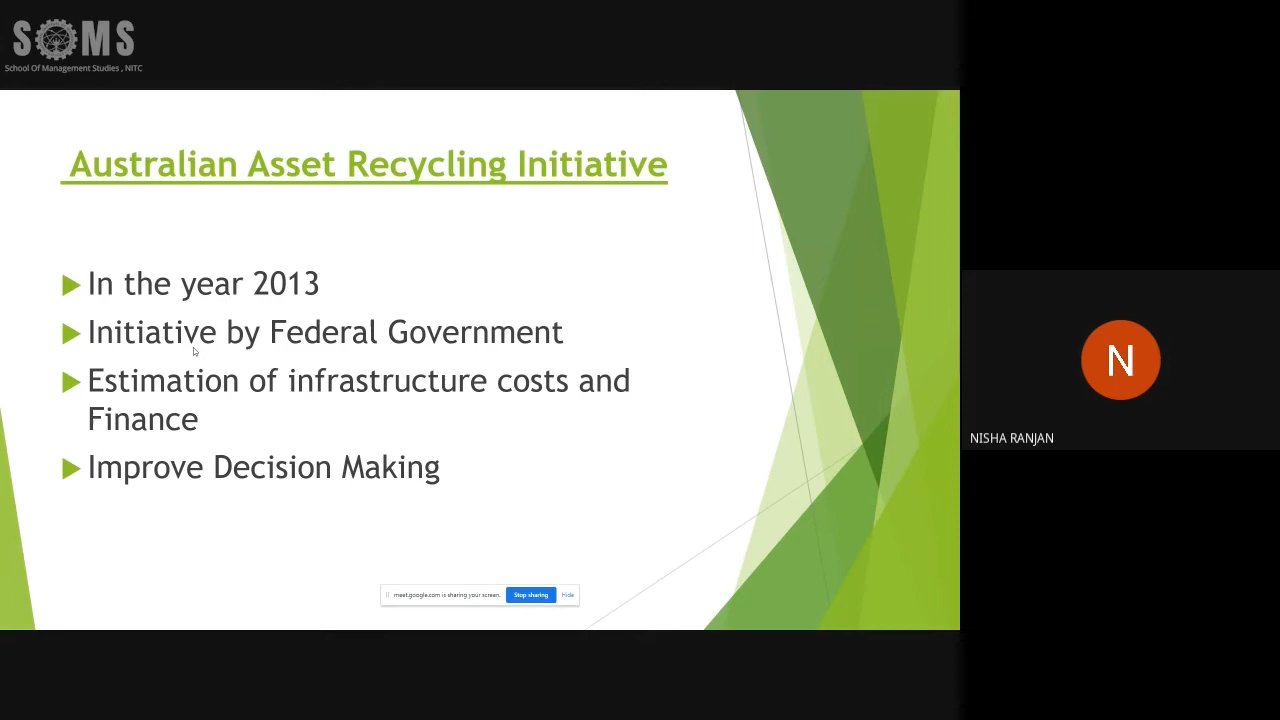 SOMS
School Of Management Studies , NITC
Australian Asset Recycling Initiative
In the year 2013
Initiative by Federal Government
Estimation of infrastructure costs and
Finance
Improve Decision Making
meet.google.com is sharing your screen. Stop sharing Hide
N
NISHA RANJAN